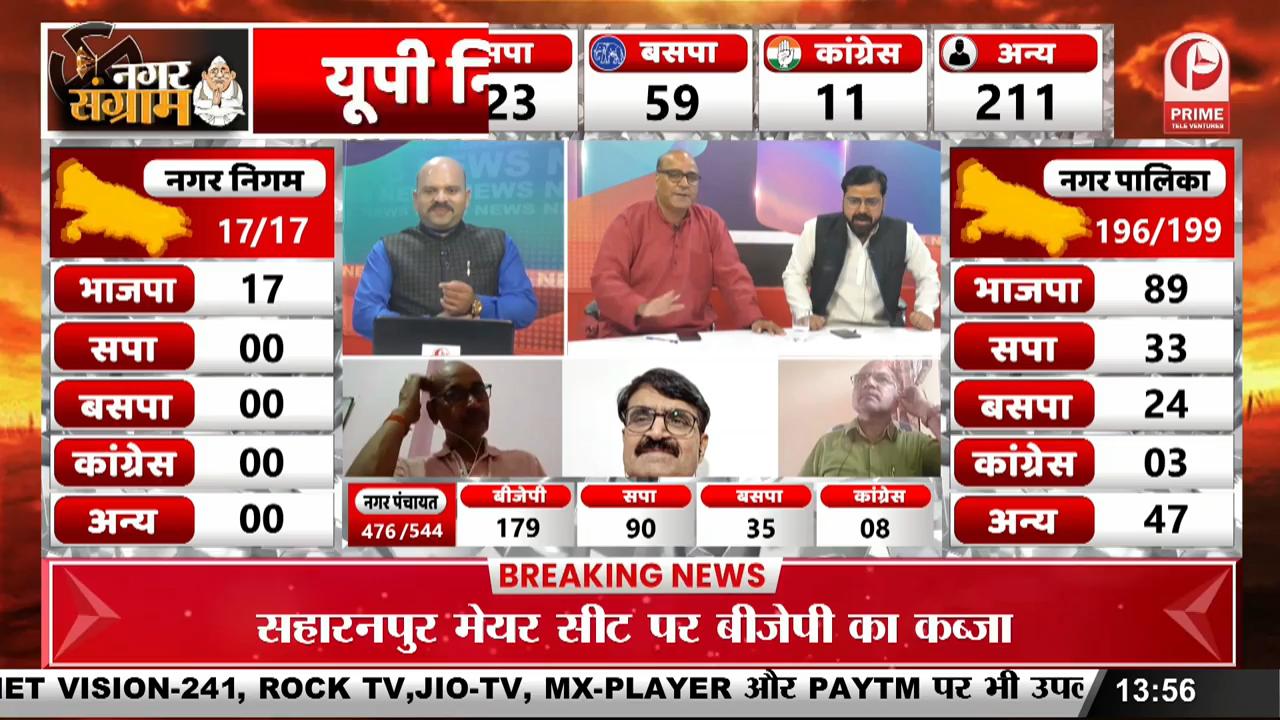 नगर
संग्राम
यूपी
सपा
23
बसपा
59
कांग्रेस
11
अन्य
211
PRIME
TELE VENTURES
नगर निगम
17/17
भाजपा 17
सपा 00
बसपा 00
कांग्रेस 00
अन्य 00
NEWS
नगर पालिका
196/199
भाजपा 89
सपा 33
बसपा 24
कांग्रेस 03
अन्य 47
नगर पंचायत
476/544
बीजेपी
179
सपा
90
बसपा
35
कांग्रेस
08
BREAKING NEWS
सहारनपुर मेयर सीट पर बीजेपी का कब्जा
VISION-241, ROCK TV,JIO-TV, MX-PLAYER और PAYTM पर भी
13:56